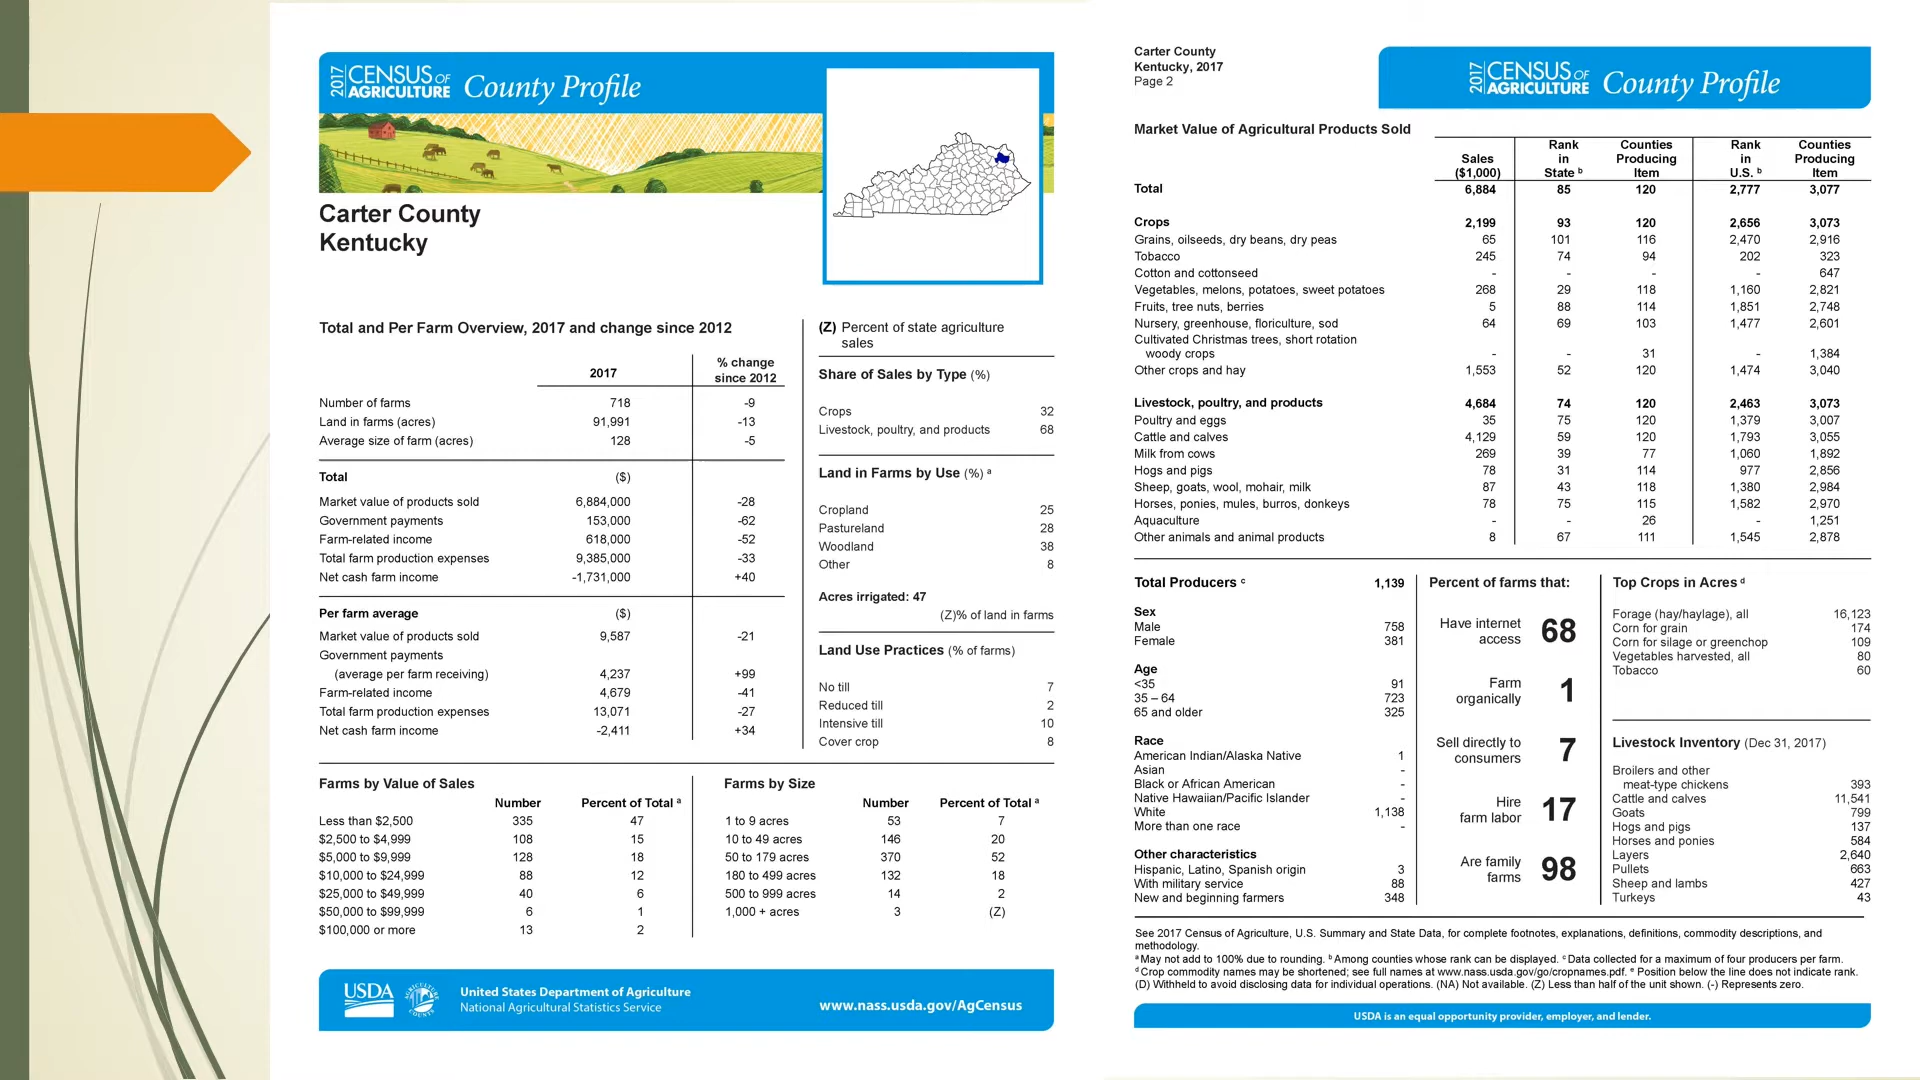 2017 CENSUS OF AGRICULTURE County Profile
Carter County
Kentucky
Total and Per Farm Overview, 2017 and change since 2012
2017
% change
since 2012
Number of farms 718 -9
Land in farms (acres) 91,991 -13
Average size of farm (acres) 128 -5
Total ($)
Market value of products sold 6,884,000 -28
Government payments 153,000 -62
Farm-related income 618,000 -52
Total farm production expenses 9,385,000 -33
Net cash farm income -1,731,000 +40
Per farm average ($)
Market value of products sold 9,587 -21
Government payments
(average per farm receiving) 4,237 +99
Farm-related income 4,679 -41
Total farm production expenses 13,071 -27
Net cash farm income -2,411 +34
(Z) Percent of state agriculture
sales
Share of Sales by Type (%)
Crops 32
Livestock, poultry, and products 68
Land in Farms by Use (%) a
Cropland 25
Pastureland 28
Woodland 38
Other 8
Acres irrigated: 47
(Z)% of land in farms
Land Use Practices (% of farms)
No till 7
Reduced till 2
Intensive till 10
Cover crop 8
Farms by Value of Sales
Number Percent of Total a
Less than $2,500 335 47
$2,500 to $4,999 108 15
$5,000 to $9,999 128 18
$10,000 to $24,999 88 12
$25,000 to $49,999 40 6
$50,000 to $99,999 6 1
$100,000 or more 13 2
Farms by Size
Number Percent of Total a
1 to 9 acres 53 7
10 to 49 acres 146 20
50 to 179 acres 370 52
180 to 499 acres 132 18
500 to 999 acres 14 2
1,000 + acres 3 (Z)
USDA
AGRICULTURE COUNTS
United States Department of Agriculture
National Agricultural Statistics Service
www.nass.usda.gov/AgCensus
Carter County
Kentucky, 2017
Page 2
2017 CENSUS OF AGRICULTURE County Profile
Market Value of Agricultural Products Sold
Sales
($1,000)
Rank
in
State b
Counties
Producing
Item
Rank
in
U.S. b
Counties
Producing
Item
Total 6,884 85 120 2,777 3,077
Crops 2,199 93 120 2,656 3,073
Grains, oilseeds, dry beans, dry peas 65 101 116 2,470 2,916
Tobacco 245 74 94 202 323
Cotton and cottonseed - - - - 647
Vegetables, melons, potatoes, sweet potatoes 268 29 118 1,160 2,821
Fruits, tree nuts, berries 5 88 114 1,851 2,748
Nursery, greenhouse, floriculture, sod 64 69 103 1,477 2,601
Cultivated Christmas trees, short rotation
woody crops - - 31 - 1,384
Other crops and hay 1,553 52 120 1,474 3,040
Livestock, poultry, and products 4,684 74 120 2,463 3,073
Poultry and eggs 35 75 120 1,379 3,007
Cattle and calves 4,129 59 120 1,793 3,055
Milk from cows 269 39 77 1,060 1,892
Hogs and pigs 78 31 114 977 2,856
Sheep, goats, wool, mohair, milk 87 43 118 1,380 2,984
Horses, ponies, mules, burros, donkeys 78 75 115 1,582 2,970
Aquaculture - - 26 - 1,251
Other animals and animal products 8 67 111 1,545 2,878
Total Producers c 1,139
Sex
Male 758
Female 381
Age
<35 91
35 – 64 723
65 and older 325
Race
American Indian/Alaska Native 1
Asian -
Black or African American -
Native Hawaiian/Pacific Islander -
White 1,138
More than one race -
Other characteristics
Hispanic, Latino, Spanish origin 3
With military service 88
New and beginning farmers 348
Percent of farms that:
Have internet
access 68
Farm
organically 1
Sell directly to
consumers 7
Hire
farm labor 17
Are family
farms 98
Top Crops in Acres d
Forage (hay/haylage), all 16,123
Corn for grain 174
Corn for silage or greenchop 109
Vegetables harvested, all 80
Tobacco 60
Livestock Inventory (Dec 31, 2017)
Broilers and other
meat-type chickens 393
Cattle and calves 11,541
Goats 799
Hogs and pigs 137
Horses and ponies 584
Layers 2,640
Pullets 663
Sheep and lambs 427
Turkeys 43
See 2017 Census of Agriculture, U.S. Summary and State Data, for complete footnotes, explanations, definitions, commodity descriptions, and
methodology.
a May not add to 100% due to rounding. b Among counties whose rank can be displayed. c Data collected for a maximum of four producers per farm.
d Crop commodity names may be shortened; see full names at www.nass.usda.gov/go/cropnames.pdf. e Position below the line does not indicate rank.
(D) Withheld to avoid disclosing data for individual operations. (NA) Not available. (Z) Less than half of the unit shown. (-) Represents zero.
USDA is an equal opportunity provider, employer, and lender.